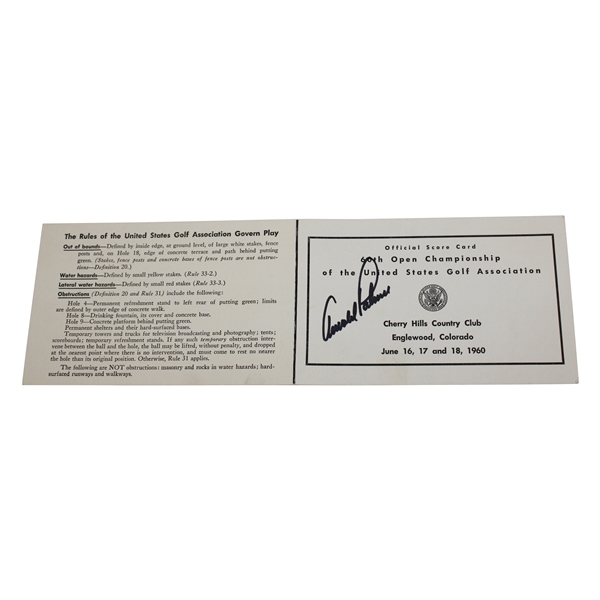 The Rules of the United States Golf Association Govern Play
Out of bounds—Defined by inside edge, at ground level, of large white stakes, fence
posts and, on Hole 18, edge of concrete terrace and path behind putting
green. (Stakes, fence posts and concrete bases of fence posts are not obstruc-
tions—Definition 20.)
Water hazards—Defined by small yellow stakes. (Rule 33-2.)
Lateral water hazards—Defined by small red stakes (Rule 33-3.)
Obstructions (Definition 20 and Rule 31) include the following:
Hole 4—Permanent refreshment stand to left rear of putting green; limits
are defined by outer edge of concrete walk.
Hole 8—Drinking fountain, its cover and concrete base.
Hole 9—Concrete platform behind putting green.
Permanent shelters and their hard-surfaced bases.
Temporary towers and trucks for television broadcasting and photography; tents;
scoreboards; temporary refreshment stands. If any such temporary obstruction inter-
venes between the ball and the hole, the ball may be lifted, without penalty, and dropped
at the nearest point where there is no intervention, and must come to rest no nearer
the hole than its original position. Otherwise, Rule 31 applies.
The following are NOT obstructions: masonry and rocks in water hazards; hard-
surfaced runways and walkways.
Official Score Card
60th Open Championship
of the United States Golf Association
Arnold Palmer
Cherry Hills Country Club
Englewood, Colorado
June 16, 17 and 18, 1960